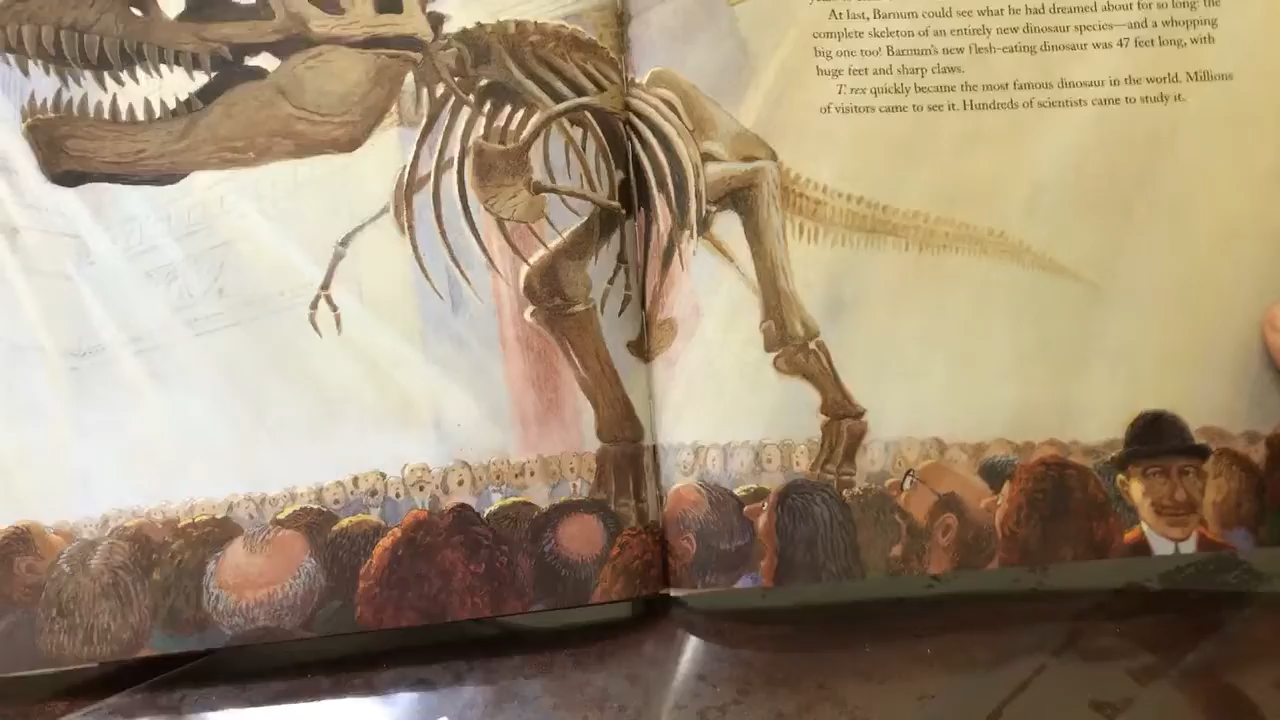 At last, Barnum could see what he had dreamed about for so long: the
complete skeleton of an entirely new dinosaur species—and a whopping
big one too! Barnum's new flesh-eating dinosaur was 47 feet long, with
huge feet and sharp claws.
T. rex quickly became the most famous dinosaur in the world. Millions
of visitors came to see it. Hundreds of scientists came to study it.